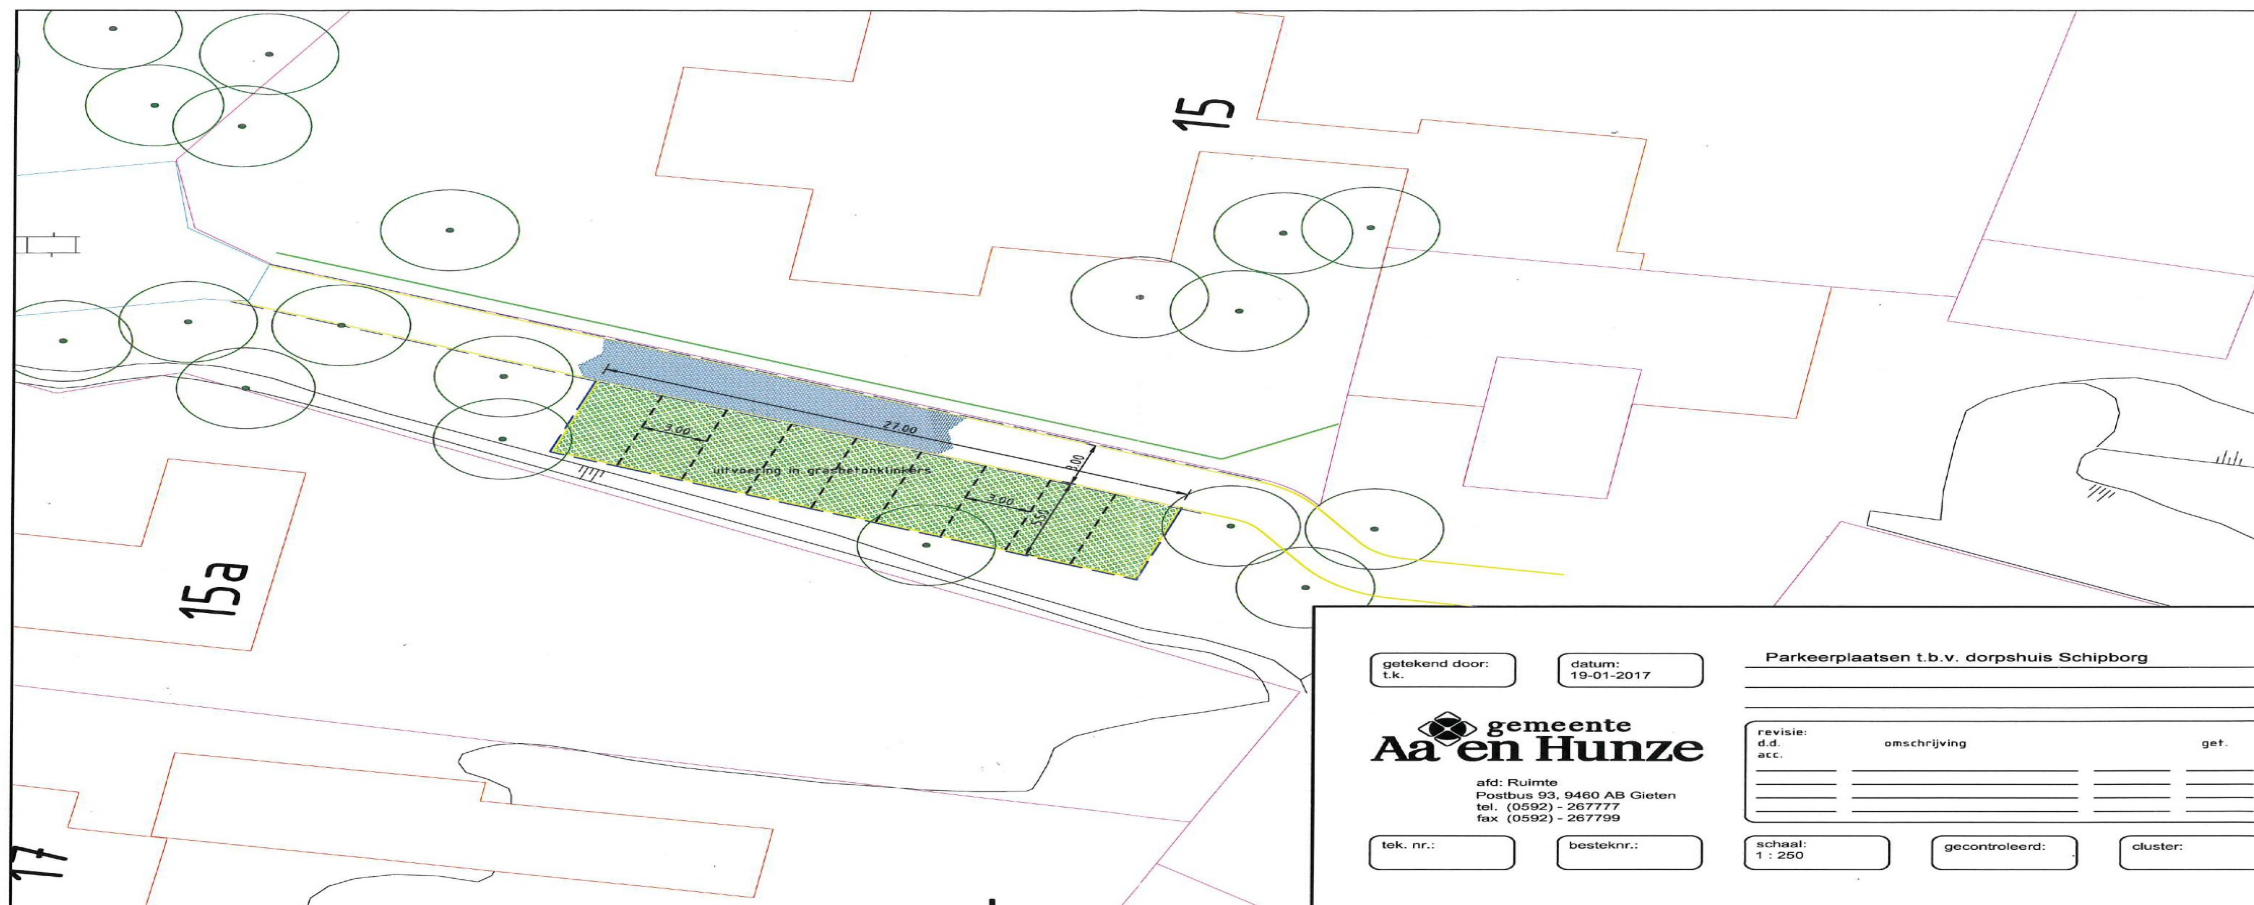 15
27.00
3.00
uitvoering in grasbetonklinkers
3.00
3.00
5.50
15a
17
getekend door:
t.k.
datum:
19-01-2017
Parkeerplaatsen t.b.v. dorpshuis Schipborg
gemeente
Aa en Hunze
afd: Ruimte
Postbus 93, 9460 AB Gieten
tel. (0592) - 267777
fax (0592) - 267799
revisie:
d.d. omschrijving get.
acc.
tek. nr.:
besteknr.:
schaal:
1 : 250
gecontroleerd:
cluster: